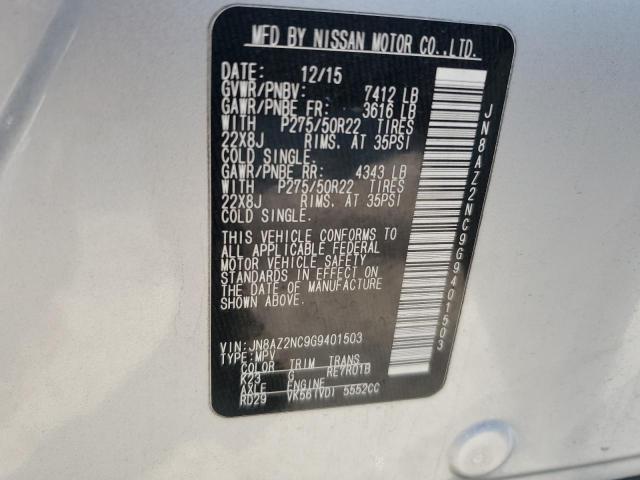 MFD BY NISSAN MOTOR CO.,LTD.
DATE: 12/15
GVWR/PNBV: 7412 LB
GAWR/PNBE FR: 3616 LB
WITH P275/50R22 TIRES
22X8J RIMS. AT 35PSI
COLD SINGLE.
GAWR/PNBE RR: 4343 LB
WITH P275/50R22 TIRES
22X8J RIMS. AT 35PSI
COLD SINGLE.
THIS VEHICLE CONFORMS TO
ALL APPLICABLE FEDERAL
MOTOR VEHICLE SAFETY
STANDARDS IN EFFECT ON THE
DATE OF MANUFACTURE
SHOWN ABOVE.
VIN: JN8AZ2NC9G9401503
TYPE: MPV
COLOR TRIM TRANS
K23 G RE7R01B
AXLE ENGINE
RD29 VK56(VD) 5552CC
JN8AZ2NC9G9401503